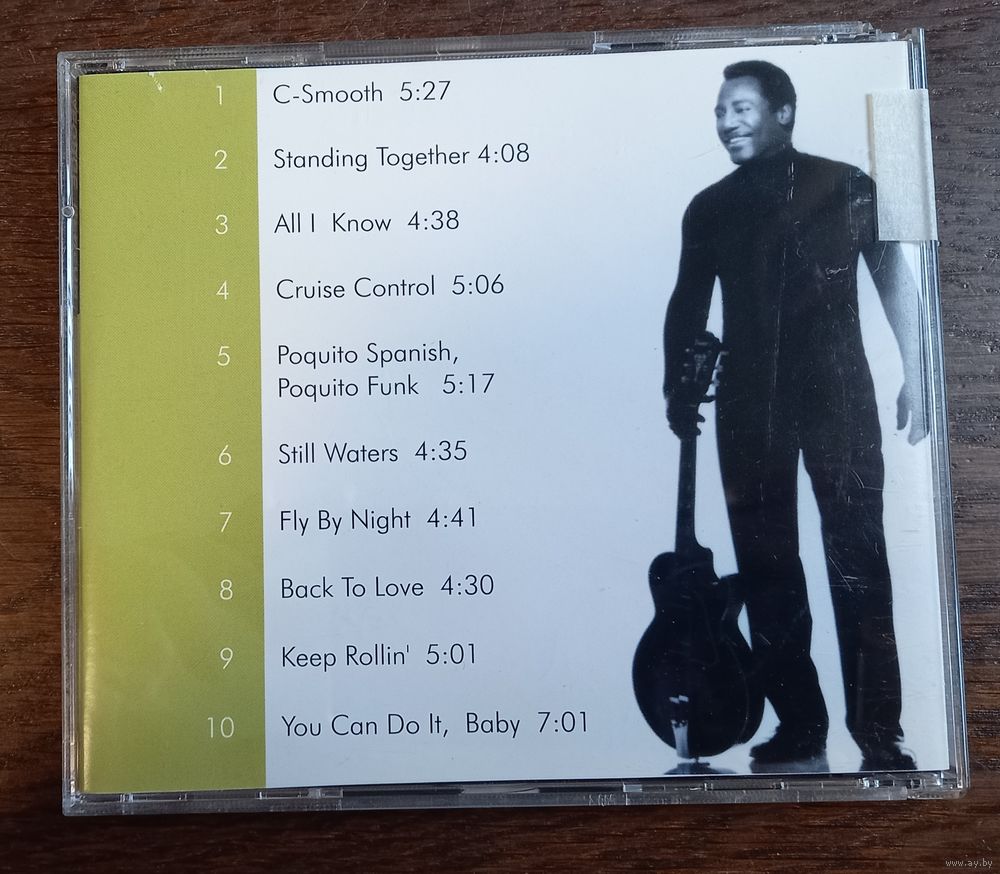 1 C-Smooth 5:27
2 Standing Together 4:08
3 All I Know 4:38
4 Cruise Control 5:06
5 Poquito Spanish,
Poquito Funk 5:17
6 Still Waters 4:35
7 Fly By Night 4:41
8 Back To Love 4:30
9 Keep Rollin' 5:01
10 You Can Do It, Baby 7:01
www.ay.by